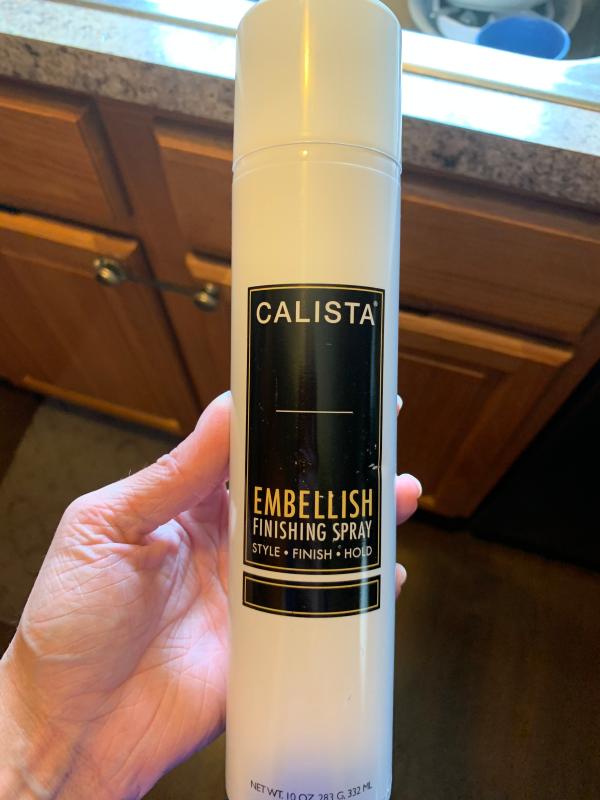 CALISTA®
EMBELLISH
FINISHING SPRAY
STYLE • FINISH • HOLD
NET WT. 10 OZ. 283 G, 332 ML